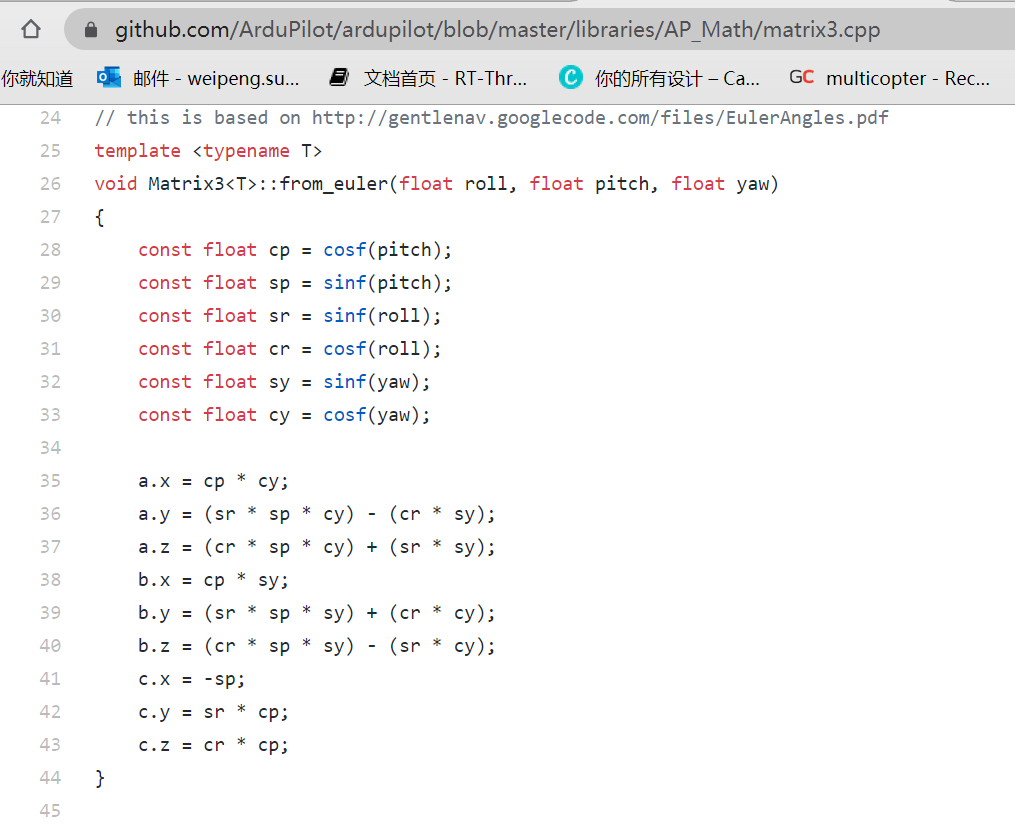 github.com/ArduPilot/ardupilot/blob/master/libraries/AP_Math/matrix3.cpp
你就知道 邮件 - weipeng.su... 文档首页 - RT-Thr... C 你的所有设计 – Ca... GC multicopter - Rec...
24 // this is based on http://gentlenav.googlecode.com/files/EulerAngles.pdf
25 template <typename T>
26 void Matrix3<T>::from_euler(float roll, float pitch, float yaw)
27 {
28 const float cp = cosf(pitch);
29 const float sp = sinf(pitch);
30 const float sr = sinf(roll);
31 const float cr = cosf(roll);
32 const float sy = sinf(yaw);
33 const float cy = cosf(yaw);
34
35 a.x = cp * cy;
36 a.y = (sr * sp * cy) - (cr * sy);
37 a.z = (cr * sp * cy) + (sr * sy);
38 b.x = cp * sy;
39 b.y = (sr * sp * sy) + (cr * cy);
40 b.z = (cr * sp * sy) - (sr * cy);
41 c.x = -sp;
42 c.y = sr * cp;
43 c.z = cr * cp;
44 }
45